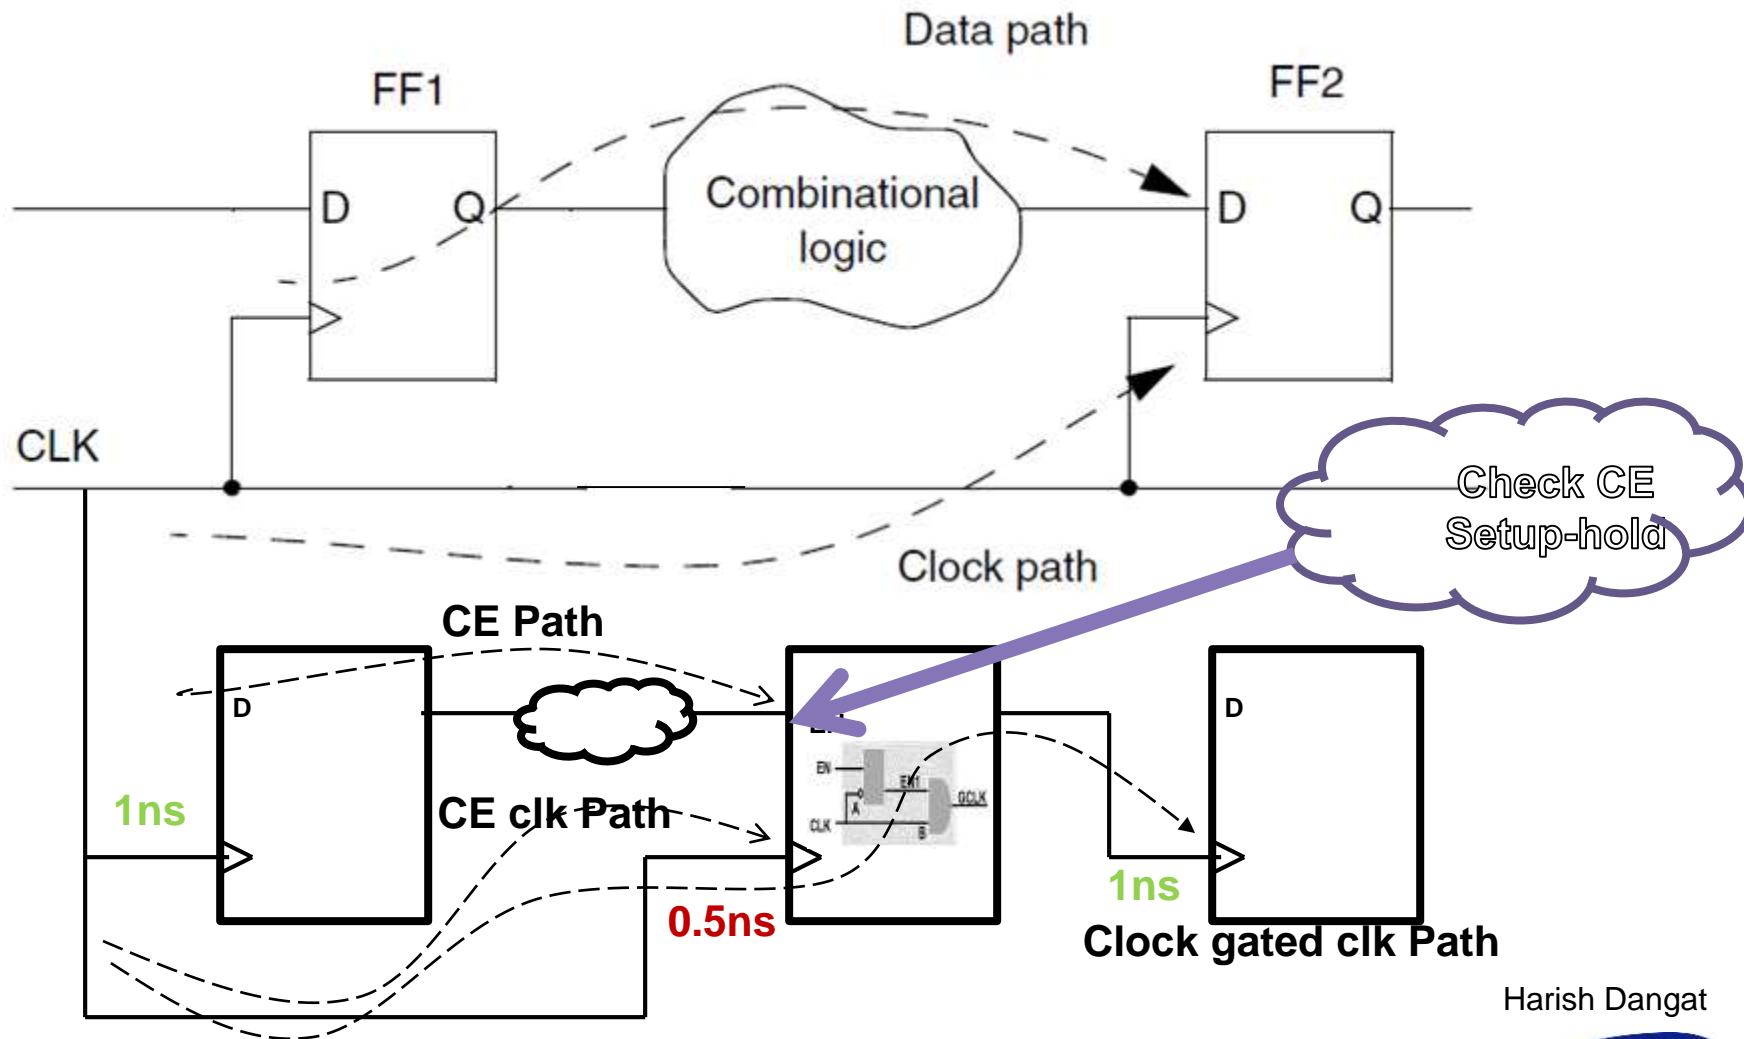 Data path
FF1
FF2
D
Q
Combinational
logic
D
Q
CLK
Check CE
Setup-hold
Clock path
CE Path
D
D
EN
EN1
GCLK
A
CLK
B
1ns
CE clk Path
1ns
0.5ns
Clock gated clk Path
Harish Dangat